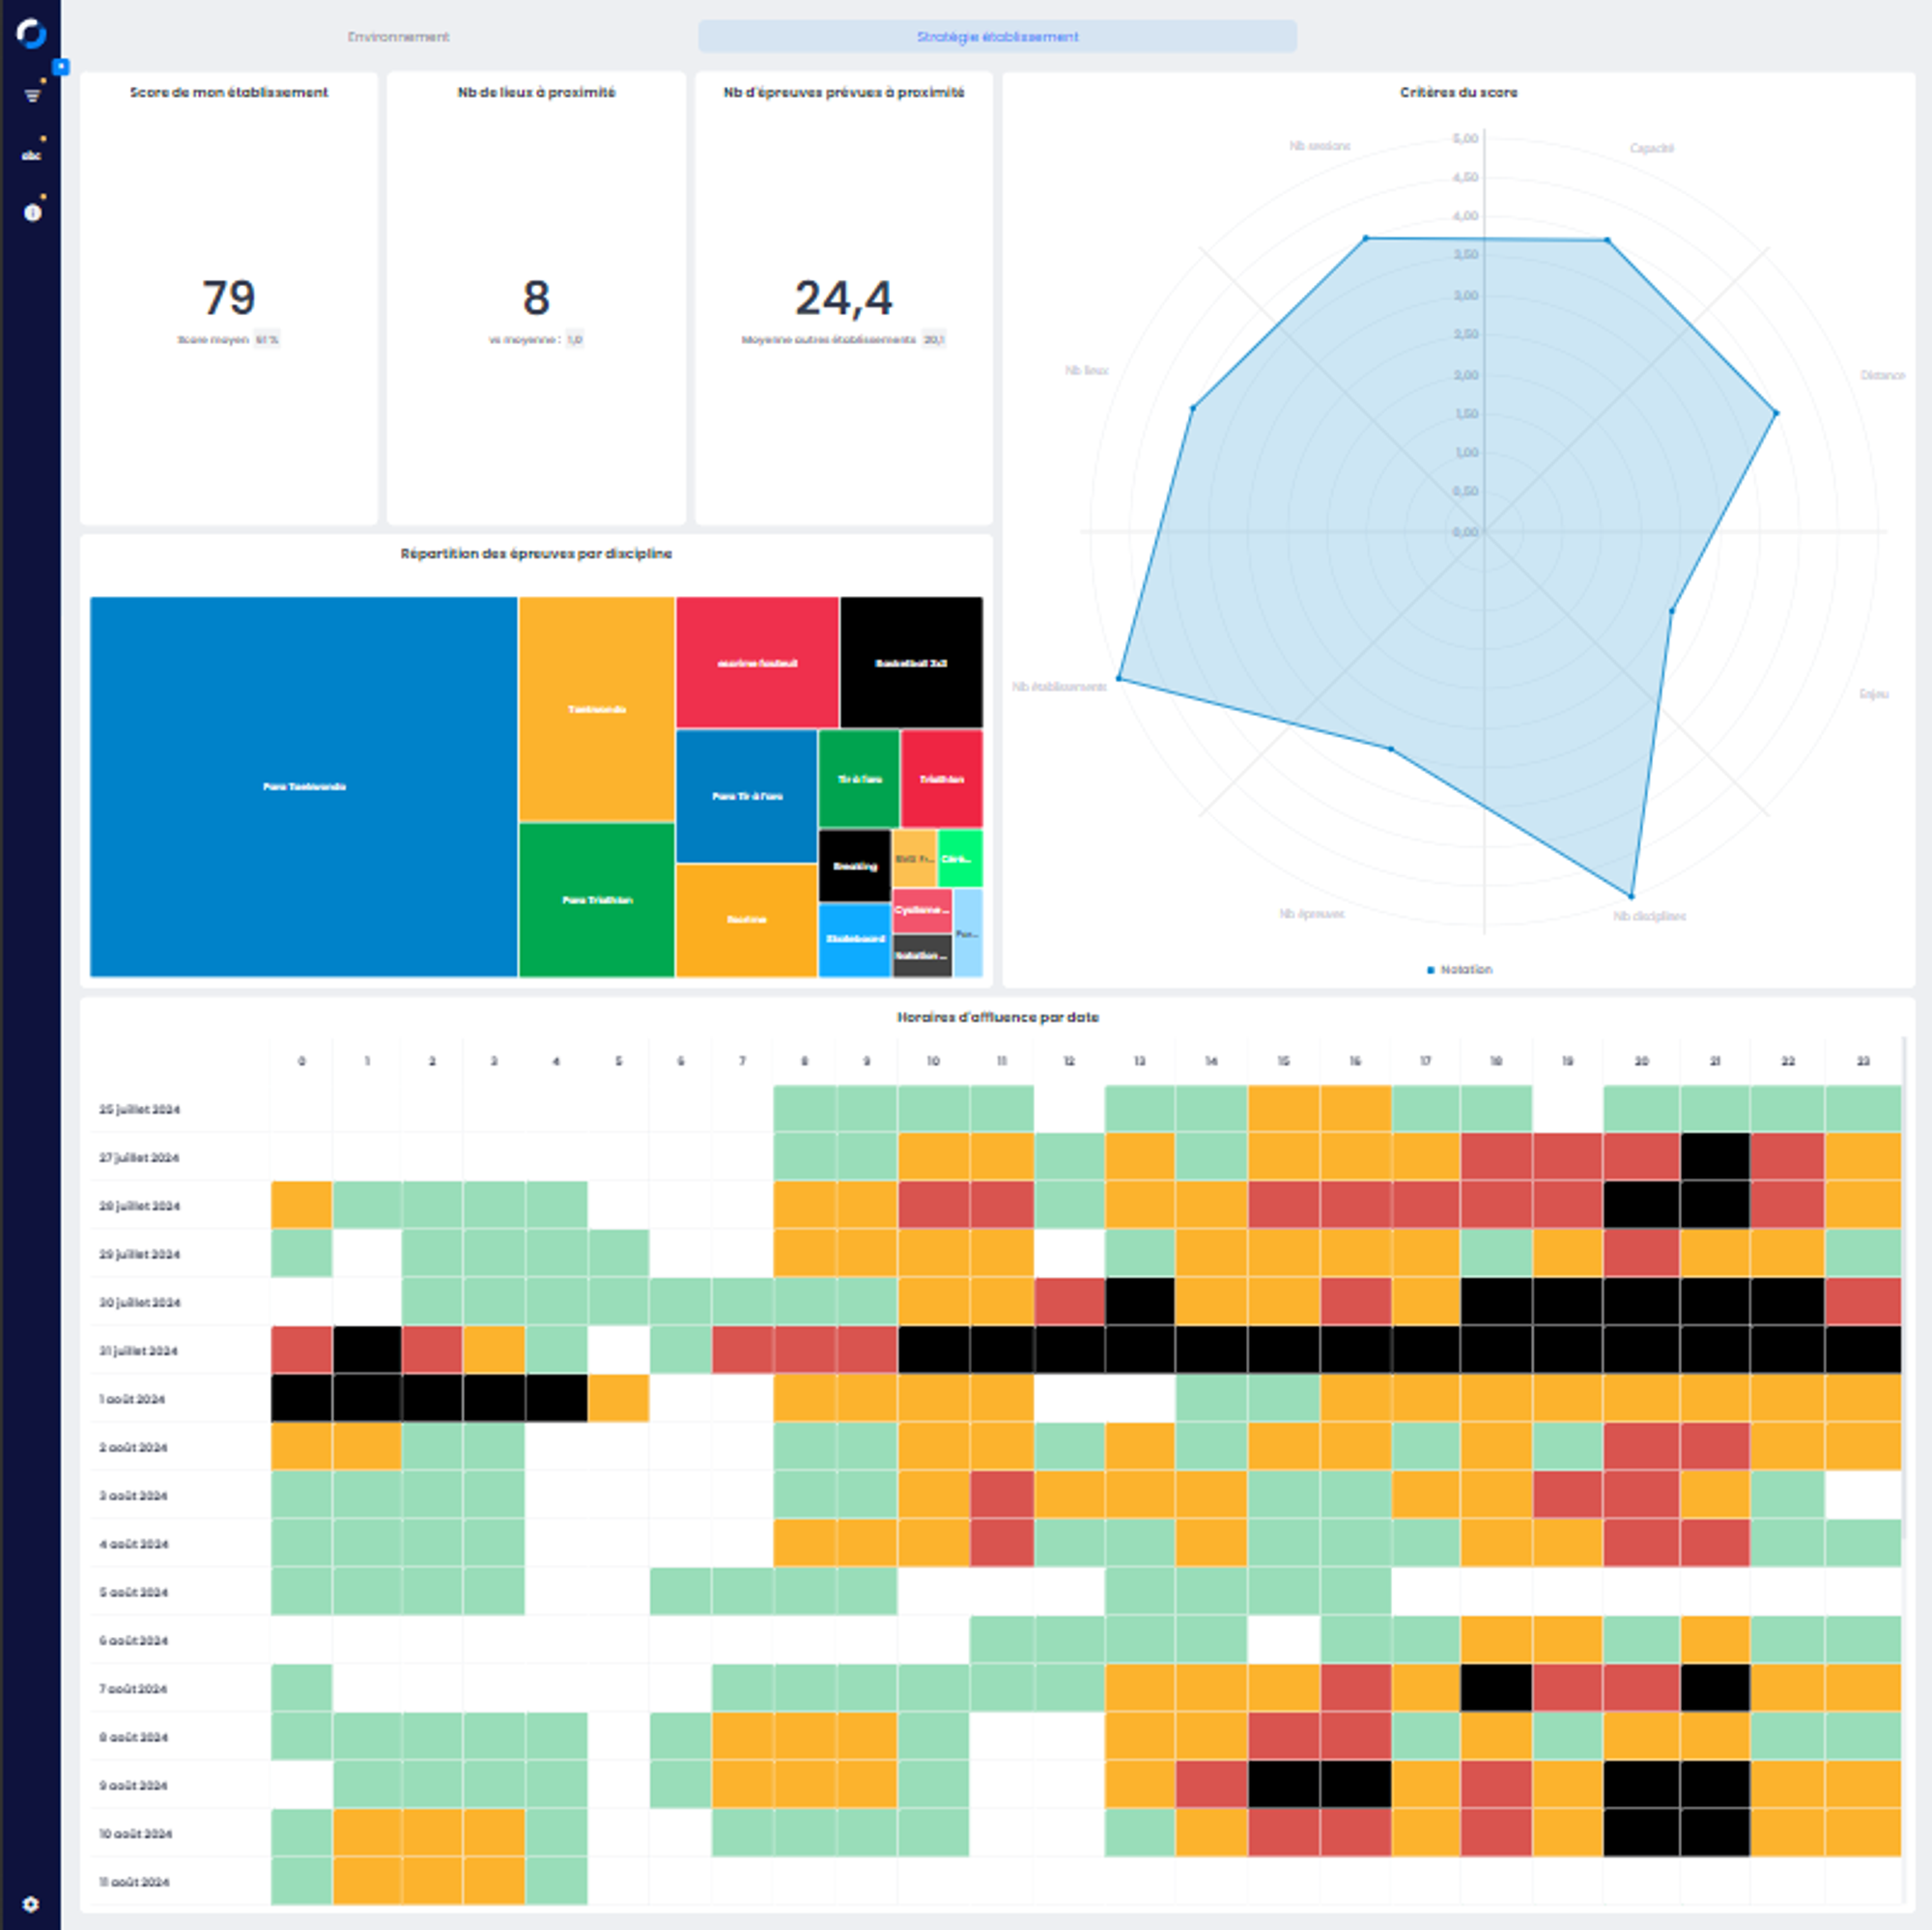 Environnement
Stratégie établissement
abc
Score de mon établissement
Nb de lieux à proximité
Nb d'épreuves prévues à proximité
Critères du score
79
Score moyen 61 %
8
vs moyenne : 1,0
24,4
Moyenne autres établissements 20,1
Nb sessions
Capacité
Distance
Enjeu
Nb disciplines
Nb épreuves
Nb établissements
Nb lieux
5,00
4,50
4,00
3,50
3,00
2,50
2,00
1,50
1,00
0,50
0,00
Notation
Répartition des épreuves par discipline
Para Taekwondo
Taekwondo
Para Triathlon
escrime fauteuil
Basketball 3x3
Para Tir à l'arc
Escrime
Tir à l'arc
Triathlon
Breaking
Skateboard
BMX Fr...
Cyclisme ...
Natation ...
Horaires d'affluence par date
0 1 2 3 4 5 6 7 8 9 10 11 12 13 14 15 16 17 18 19 20 21 22 23
25 juillet 2024
27 juillet 2024
28 juillet 2024
29 juillet 2024
30 juillet 2024
31 juillet 2024
1 août 2024
2 août 2024
3 août 2024
4 août 2024
5 août 2024
6 août 2024
7 août 2024
8 août 2024
9 août 2024
10 août 2024
11 août 2024